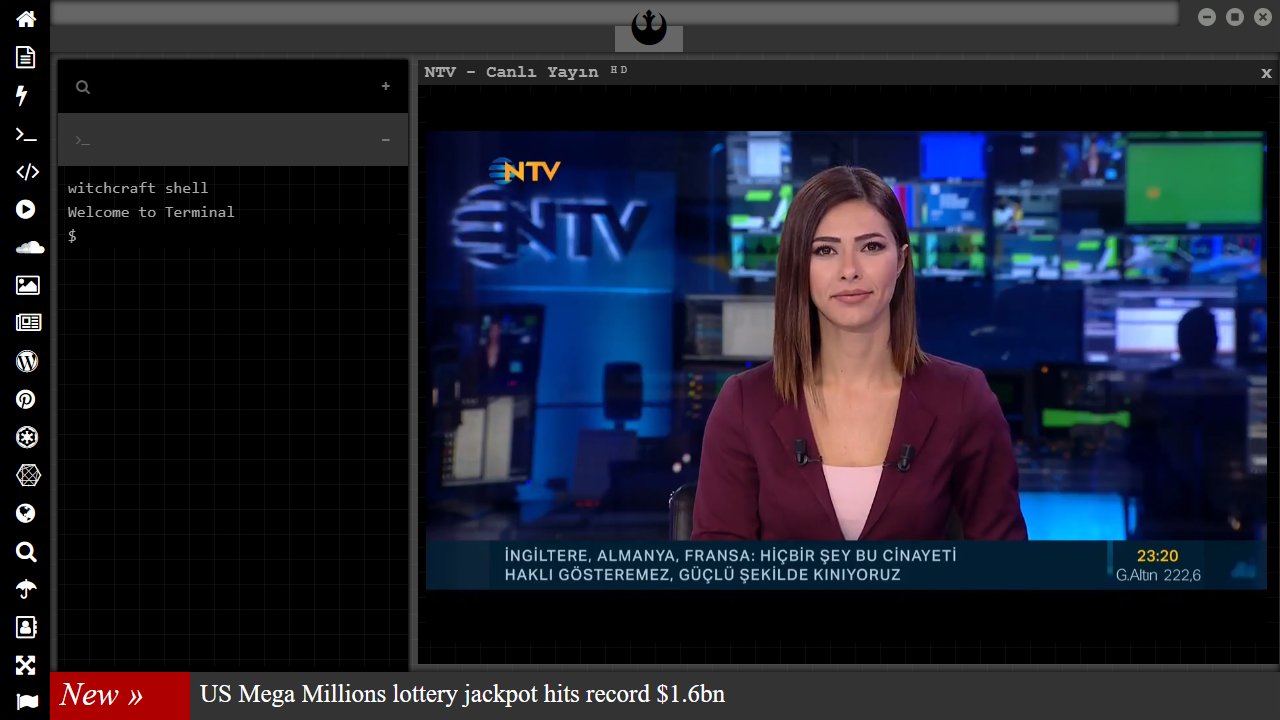 NTV - Canlı Yayın ᴴᴰ
x
+
>_
−
witchcraft shell
Welcome to Terminal
$
NTV
NTV
İNGİLTERE, ALMANYA, FRANSA: HİÇBİR ŞEY BU CİNAYETİ
HAKLI GÖSTEREMEZ, GÜÇLÜ ŞEKİLDE KINIYORUZ
23:20
G.Altın 222,6
New »
US Mega Millions lottery jackpot hits record $1.6bn